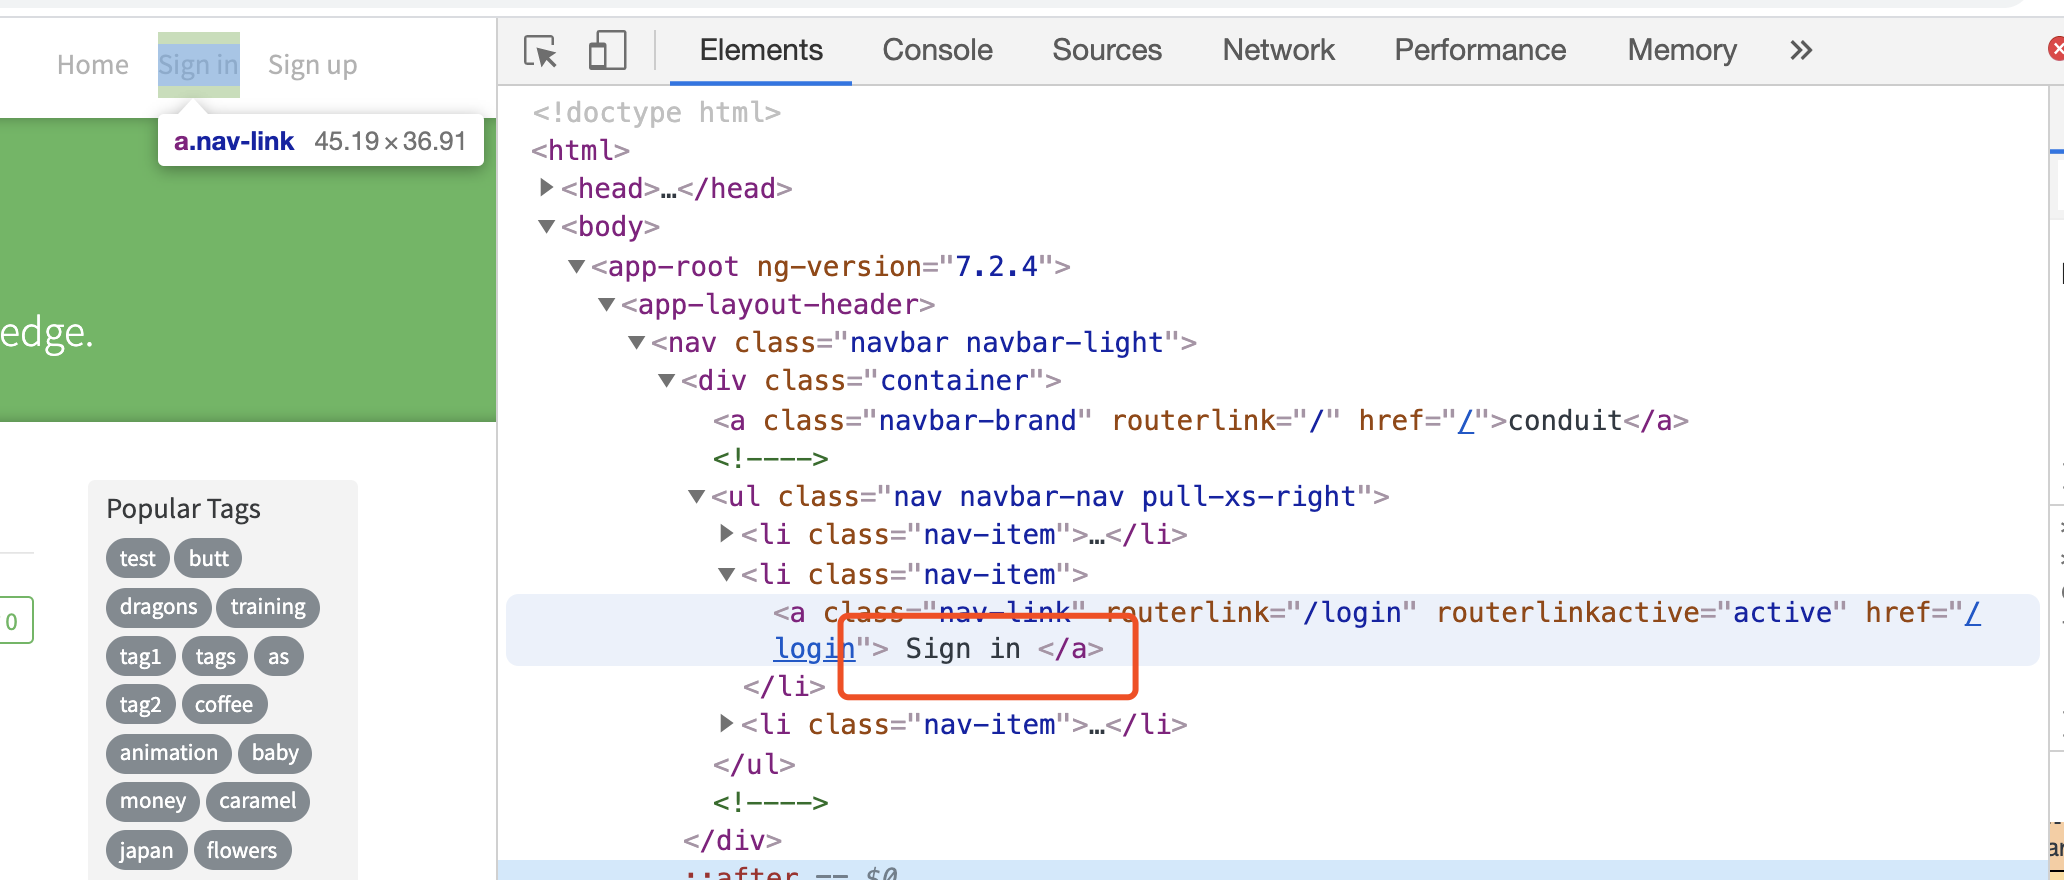 Home Sign in Sign up
a.nav-link 45.19×36.91
edge.
Popular Tags
test butt
dragons training
0
tag1 tags as
tag2 coffee
animation baby
money caramel
japan flowers
Elements Console Sources Network Performance Memory »
<!doctype html>
<html>
▶<head>…</head>
▼<body>
▼<app-root ng-version="7.2.4">
▼<app-layout-header>
▼<nav class="navbar navbar-light">
▼<div class="container">
<a class="navbar-brand" routerlink="/" href="/">conduit</a>
<!---->
▼<ul class="nav navbar-nav pull-xs-right">
▶<li class="nav-item">…</li>
▼<li class="nav-item">
<a class="nav-link" routerlink="/login" routerlinkactive="active" href="/
login"> Sign in </a>
</li>
▶<li class="nav-item">…</li>
</ul>
<!---->
</div>
::after == $0